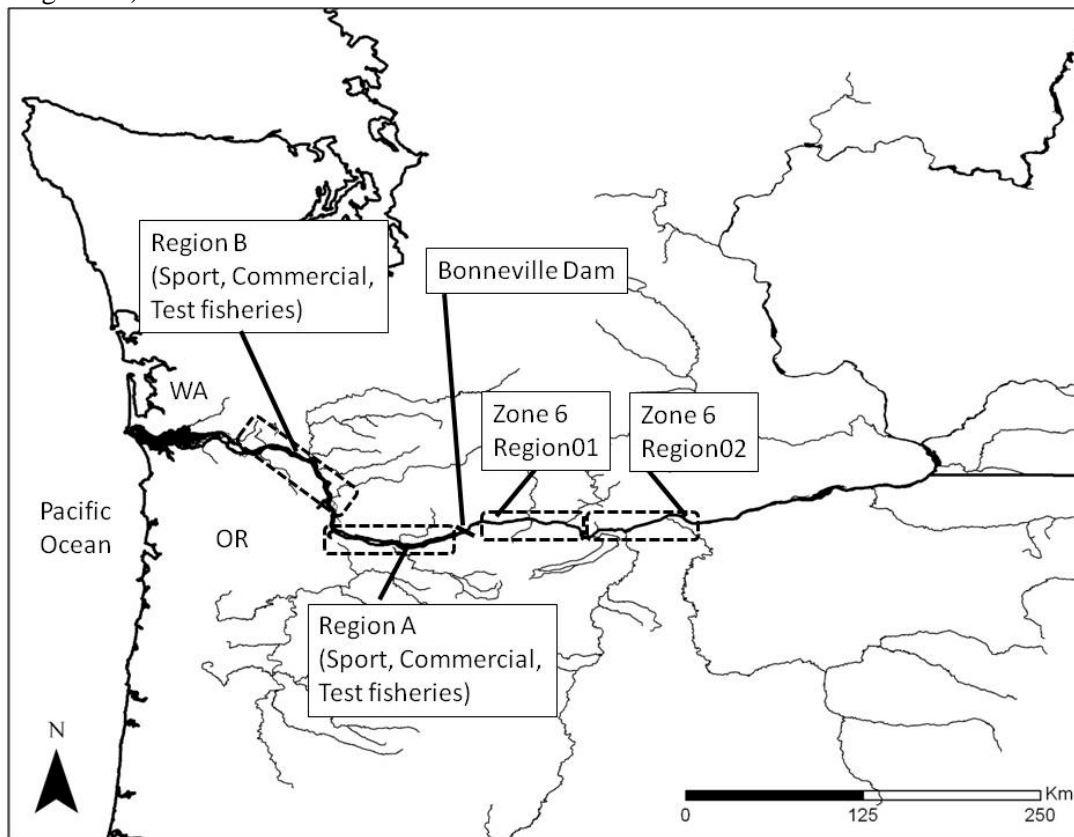 Region B
(Sport, Commercial,
Test fisheries)
Bonneville Dam
WA
Zone 6
Region01
Zone 6
Region02
Pacific
Ocean
OR
Region A
(Sport, Commercial,
Test fisheries)
N
Km
0 125 250